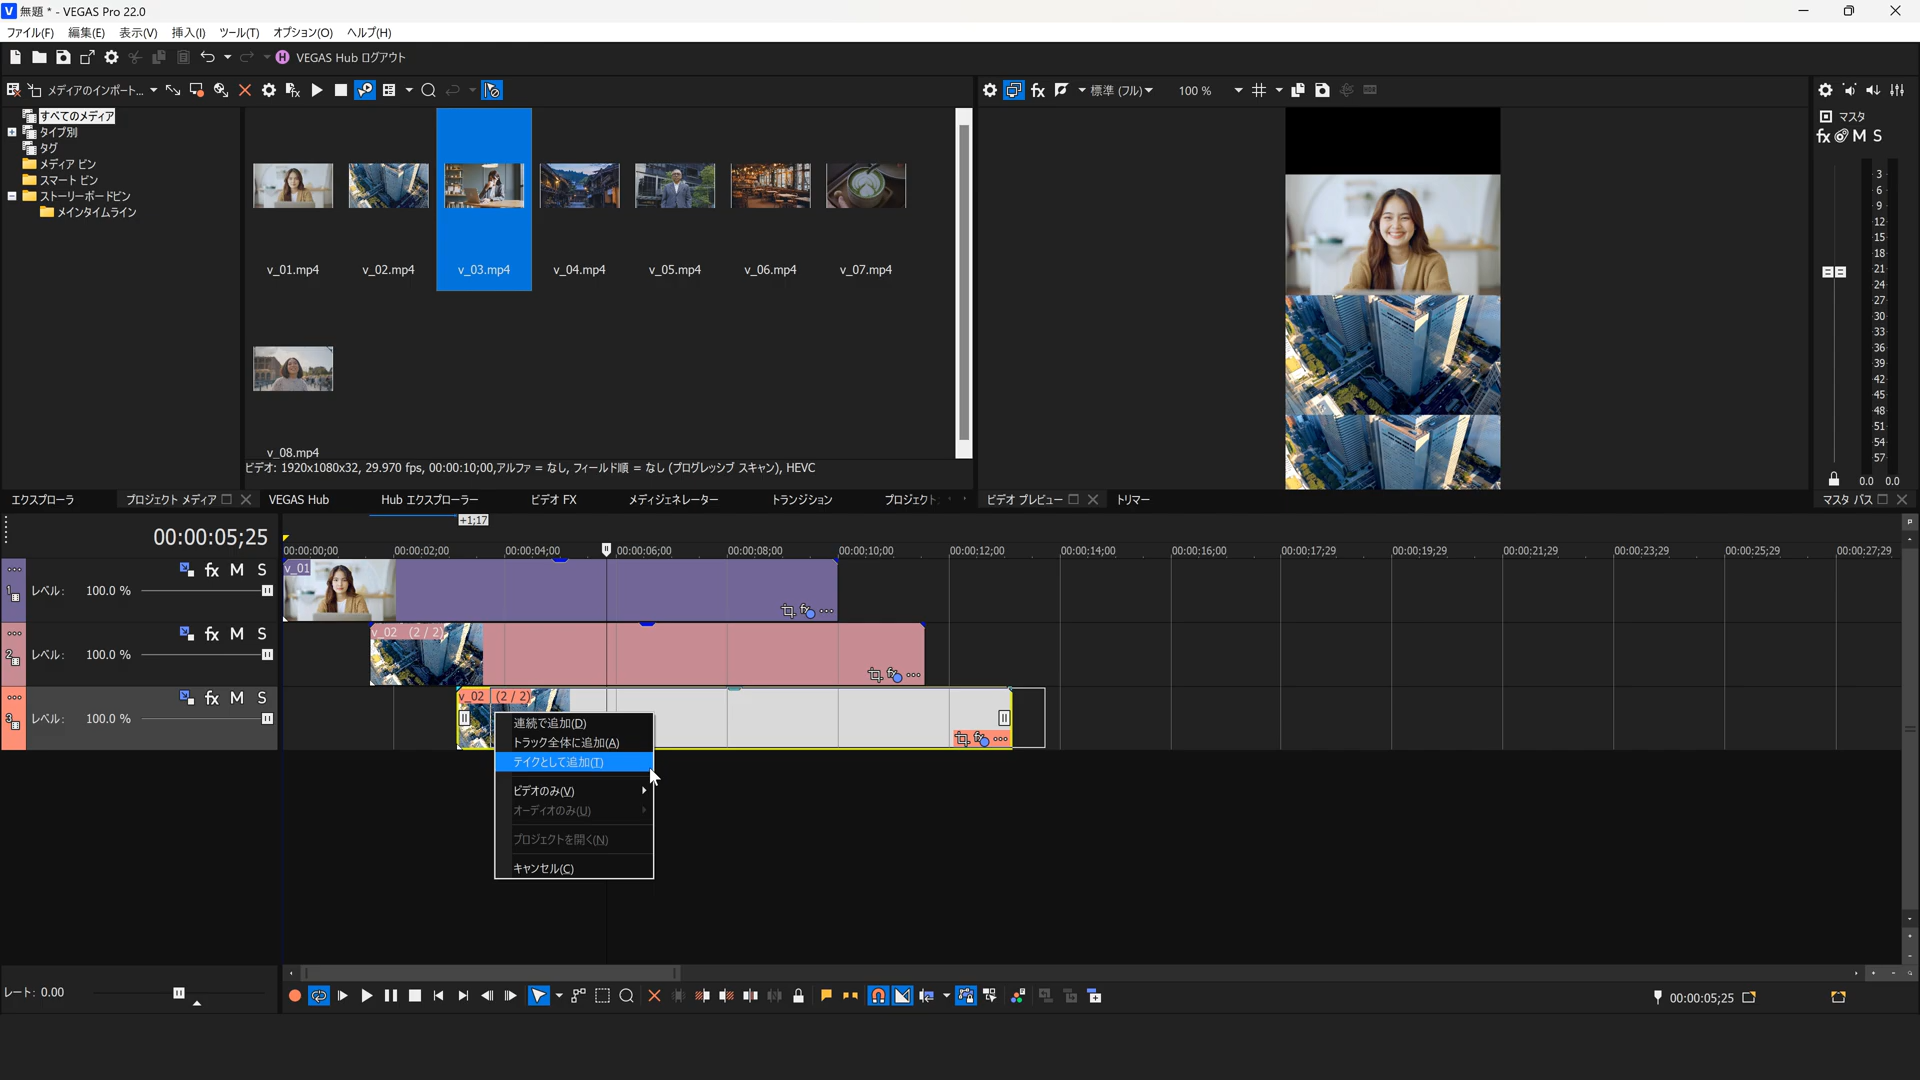 無題 * - VEGAS Pro 22.0
ファイル(F) 編集(E) 表示(V) 挿入(I) ツール(T) オプション(O) ヘルプ(H)
VEGAS Hub ログアウト
メディアのインポート...
標準 (フル)
100 %
すべてのメディア
タイプ別
タグ
メディア ビン
スマート ビン
ストーリーボードビン
メインタイムライン
v_01.mp4 v_02.mp4 v_03.mp4 v_04.mp4 v_05.mp4 v_06.mp4 v_07.mp4
v_08.mp4
ビデオ: 1920x1080x32, 29.970 fps, 00:00:10;00,アルファ = なし, フィールド順 = なし (プログレッシブ スキャン), HEVC
マスタ
fx M S
3
6
9
12
15
18
21
24
27
30
33
36
39
42
45
48
51
54
57
0.0 0.0
エクスプローラ プロジェクト メディア VEGAS Hub Hub エクスプローラー ビデオ FX メディジェネレーター トランジション プロジェクト ビデオ プレビュー トリマー マスタ バス
+1;17
00:00:05;25
00:00:00;00 00:00:02;00 00:00:04;00 00:00:06;00 00:00:08;00 00:00:10;00 00:00:12;00 00:00:14;00 00:00:16;00 00:00:17;29 00:00:19;29 00:00:21;29 00:00:23;29 00:00:25;29 00:00:27;29
fx M S
1 レベル: 100.0 %
v_01
fx M S
2 レベル: 100.0 %
v_02 (2 / 2)
fx M S
3 レベル: 100.0 %
v_02 (2 / 2)
連続で追加(D)
トラック全体に追加(A)
テイクとして追加(T)
ビデオのみ(V)
オーディオのみ(U)
プロジェクトを開く(N)
キャンセル(C)
レート: 0.00
00:00:05;25